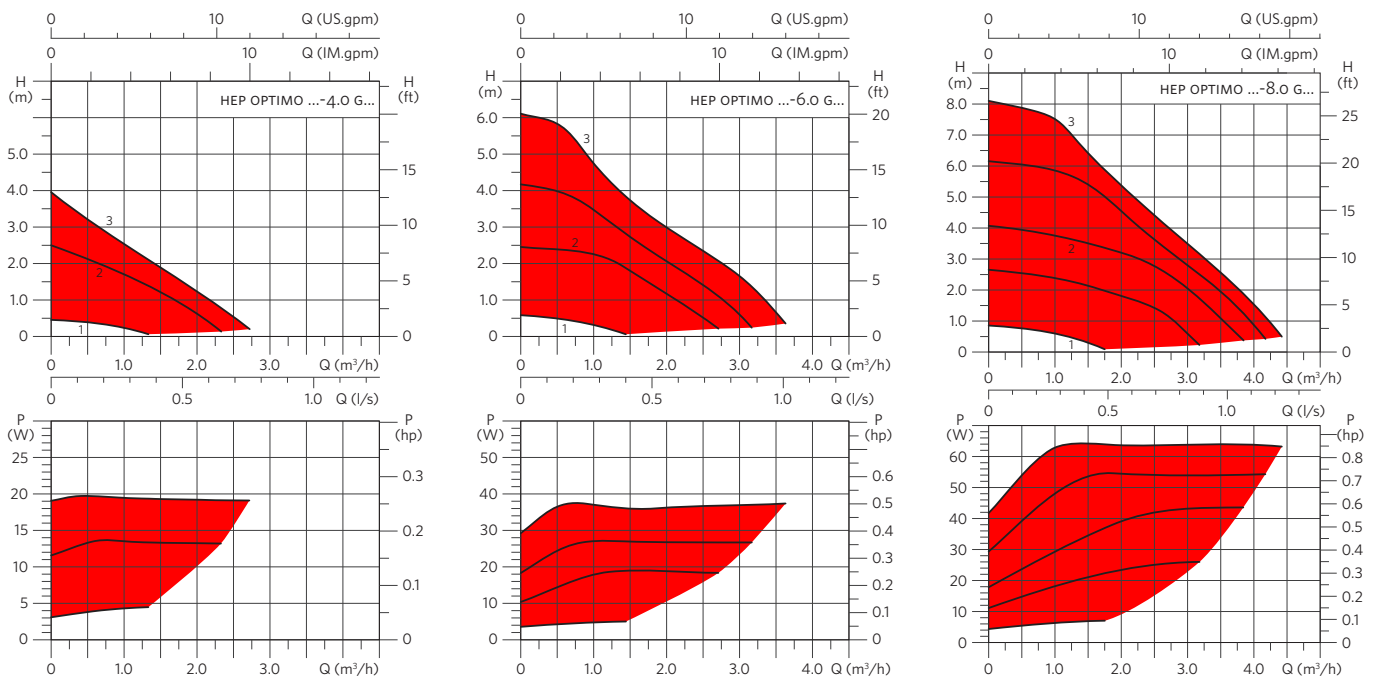 0 10 Q (US.gpm)
0 10 Q (IM.gpm)
H (m) H (ft)
HEP OPTIMO ...-4.0 G...
5.0 15
4.0
3.0 10
2.0 5
1.0
0 0
3
2
1
0 1.0 2.0 3.0 Q (m³/h)
0 0.5 1.0 Q (l/s)
P (W) P (hp)
25
20 0.3
15 0.2
10 0.1
5
0 0
0 1.0 2.0 3.0 Q (m³/h)
0 10 Q (US.gpm)
0 10 Q (IM.gpm)
H (m) H (ft)
HEP OPTIMO ...-6.0 G...
6.0 20
5.0 15
4.0
3.0 10
2.0 5
1.0
0 0
3
2
1
0 1.0 2.0 3.0 4.0 Q (m³/h)
0 0.5 1.0 Q (l/s)
P (W) P (hp)
50 0.6
40 0.5
30 0.4
20 0.3
10 0.2
0 0.1
0
0 1.0 2.0 3.0 4.0 Q (m³/h)
0 10 Q (US.gpm)
0 10 Q (IM.gpm)
H (m) H (ft)
HEP OPTIMO ...-8.0 G...
8.0 25
7.0
6.0 20
5.0 15
4.0
3.0 10
2.0 5
1.0
0 0
3
2
1
0 1.0 2.0 3.0 4.0 Q (m³/h)
0 0.5 1.0 Q (l/s)
P (W) P (hp)
60 0.8
50 0.7
40 0.6
30 0.5
20 0.4
10 0.3
0 0.2
0.1
0
0 1.0 2.0 3.0 4.0 Q (m³/h)